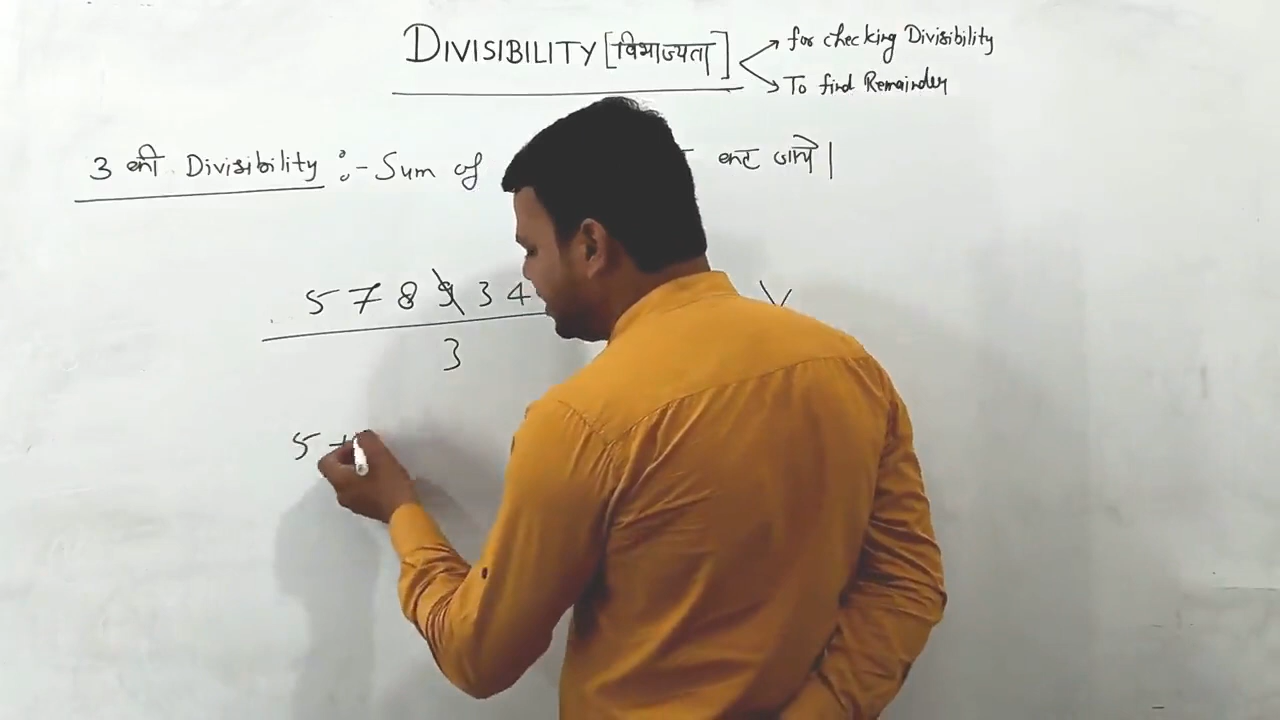 DIVISIBILITY [विभाज्यता]
for checking Divisibility
To find Remainder
3 की Divisibility :- Sum of कट जाये |
5 7 8 9 3 4
3
5 +